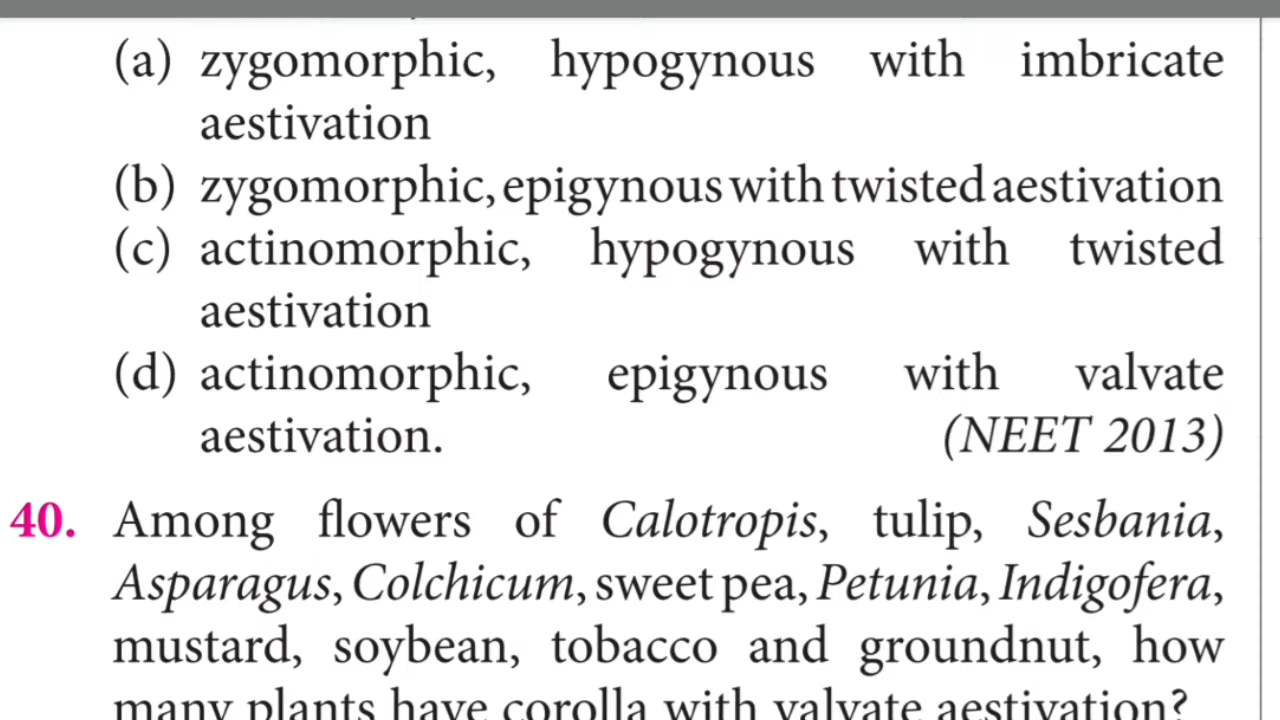 (a) zygomorphic, hypogynous with imbricate
aestivation
(b) zygomorphic, epigynous with twisted aestivation
(c) actinomorphic, hypogynous with twisted
aestivation
(d) actinomorphic, epigynous with valvate
aestivation. (NEET 2013)
40. Among flowers of Calotropis, tulip, Sesbania,
Asparagus, Colchicum, sweet pea, Petunia, Indigofera,
mustard, soybean, tobacco and groundnut, how
many plants have corolla with valvate aestivation?